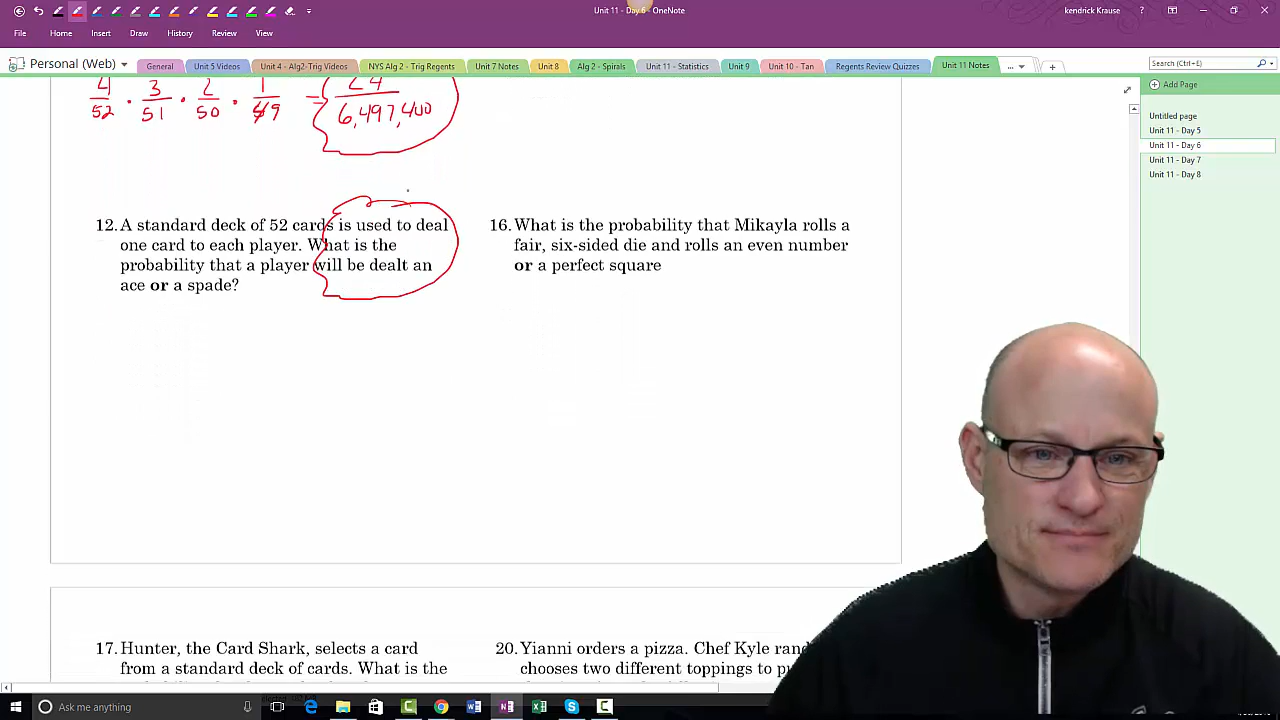 Unit 11 - Day 6 - OneNote
kendrick Krause
File Home Insert Draw History Review View
Personal (Web)
General
Unit 5 Videos
Unit 4 - Alg2-Trig Videos
NYS Alg 2 - Trig Regents
Unit 7 Notes
Unit 8
Alg 2 - Spirals
Unit 11 - Statistics
Unit 9
Unit 10 - Tan
Regents Review Quizzes
Unit 11 Notes
Search (Ctrl+E)
Add Page
Untitled page
Unit 11 - Day 5
Unit 11 - Day 6
Unit 11 - Day 7
Unit 11 - Day 8
4/52 · 3/51 · 2/50 · 1/49 = 24/6,497,400
12. A standard deck of 52 cards is used to deal
one card to each player. What is the
probability that a player will be dealt an
ace or a spade?
16. What is the probability that Mikayla rolls a
fair, six-sided die and rolls an even number
or a perfect square
17. Hunter, the Card Shark, selects a card
from a standard deck of cards. What is the
20. Yianni orders a pizza. Chef Kyle
chooses two different toppings to
Ask me anything